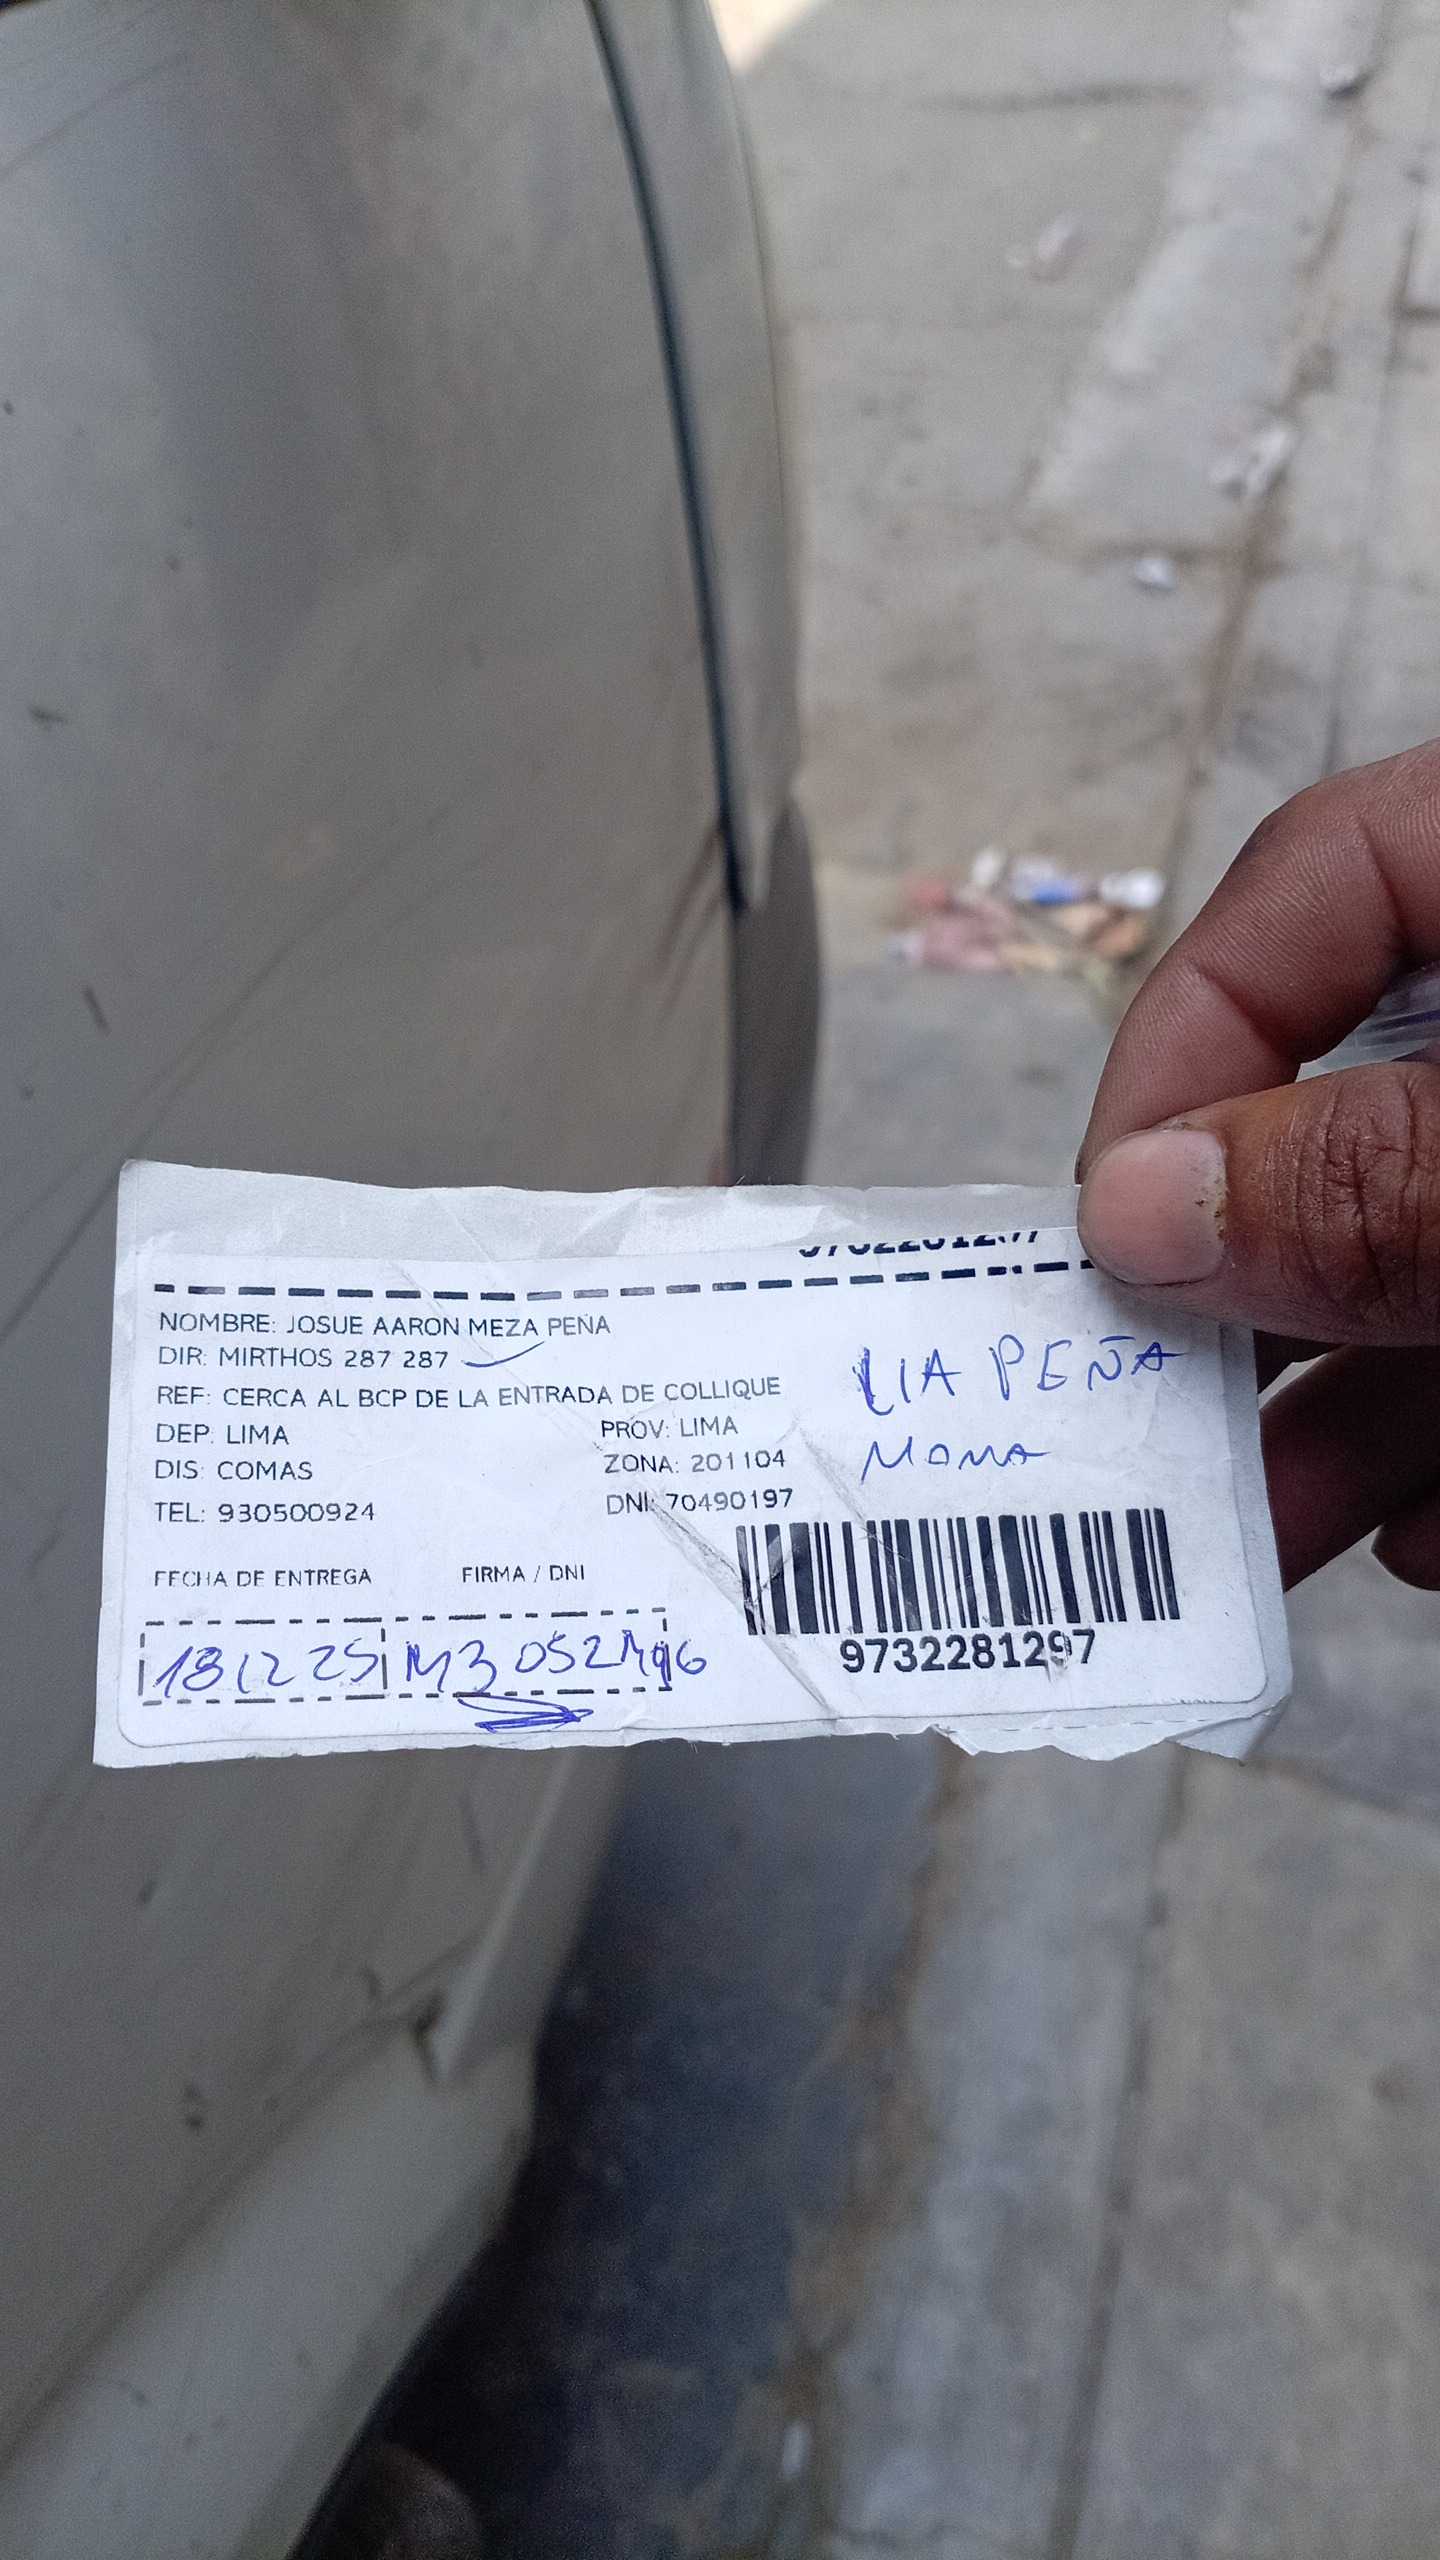 NOMBRE: JOSUE AARON MEZA PEÑA
DIR: MIRTHOS 287 287
REF: CERCA AL BCP DE LA ENTRADA DE COLLIQUE
DEP: LIMA PROV: LIMA
DIS: COMAS ZONA: 201104
TEL: 930500924 DNI: 70490197
LIA PEÑA
MOMA
FECHA DE ENTREGA FIRMA / DNI
18 12 25
9732281297